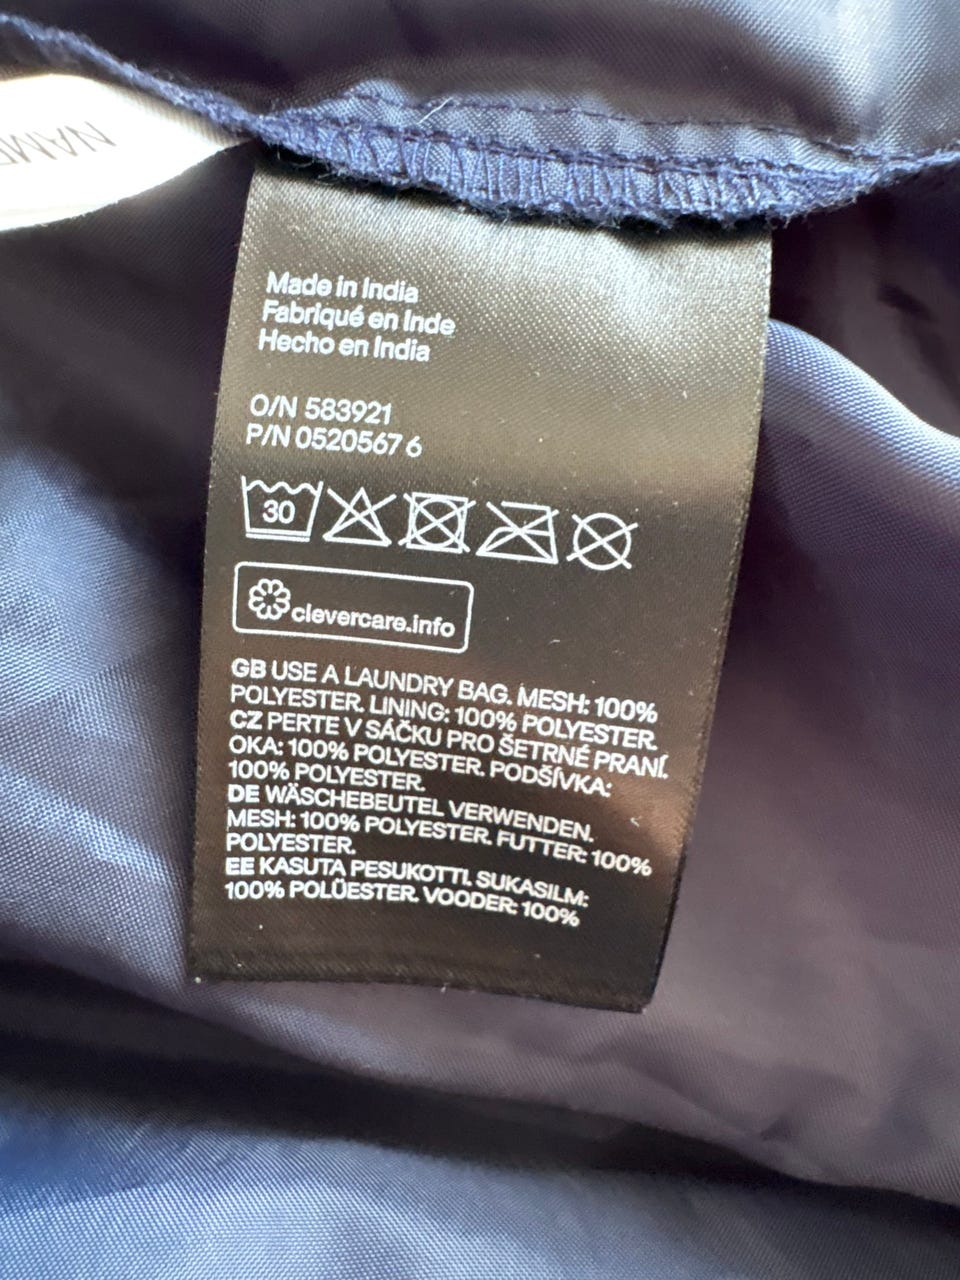 Made in India
Fabriqué en Inde
Hecho en India
O/N 583921
P/N 0520567 6
30
clevercare.info
GB USE A LAUNDRY BAG. MESH: 100%
POLYESTER. LINING: 100% POLYESTER.
CZ PERTE V SÁČKU PRO ŠETRNÉ PRANÍ.
OKA: 100% POLYESTER. PODŠÍVKA:
100% POLYESTER.
DE WÄSCHEBEUTEL VERWENDEN.
MESH: 100% POLYESTER. FUTTER: 100%
POLYESTER.
EE KASUTA PESUKOTTI. SUKASILM:
100% POLÜESTER. VOODER: 100%